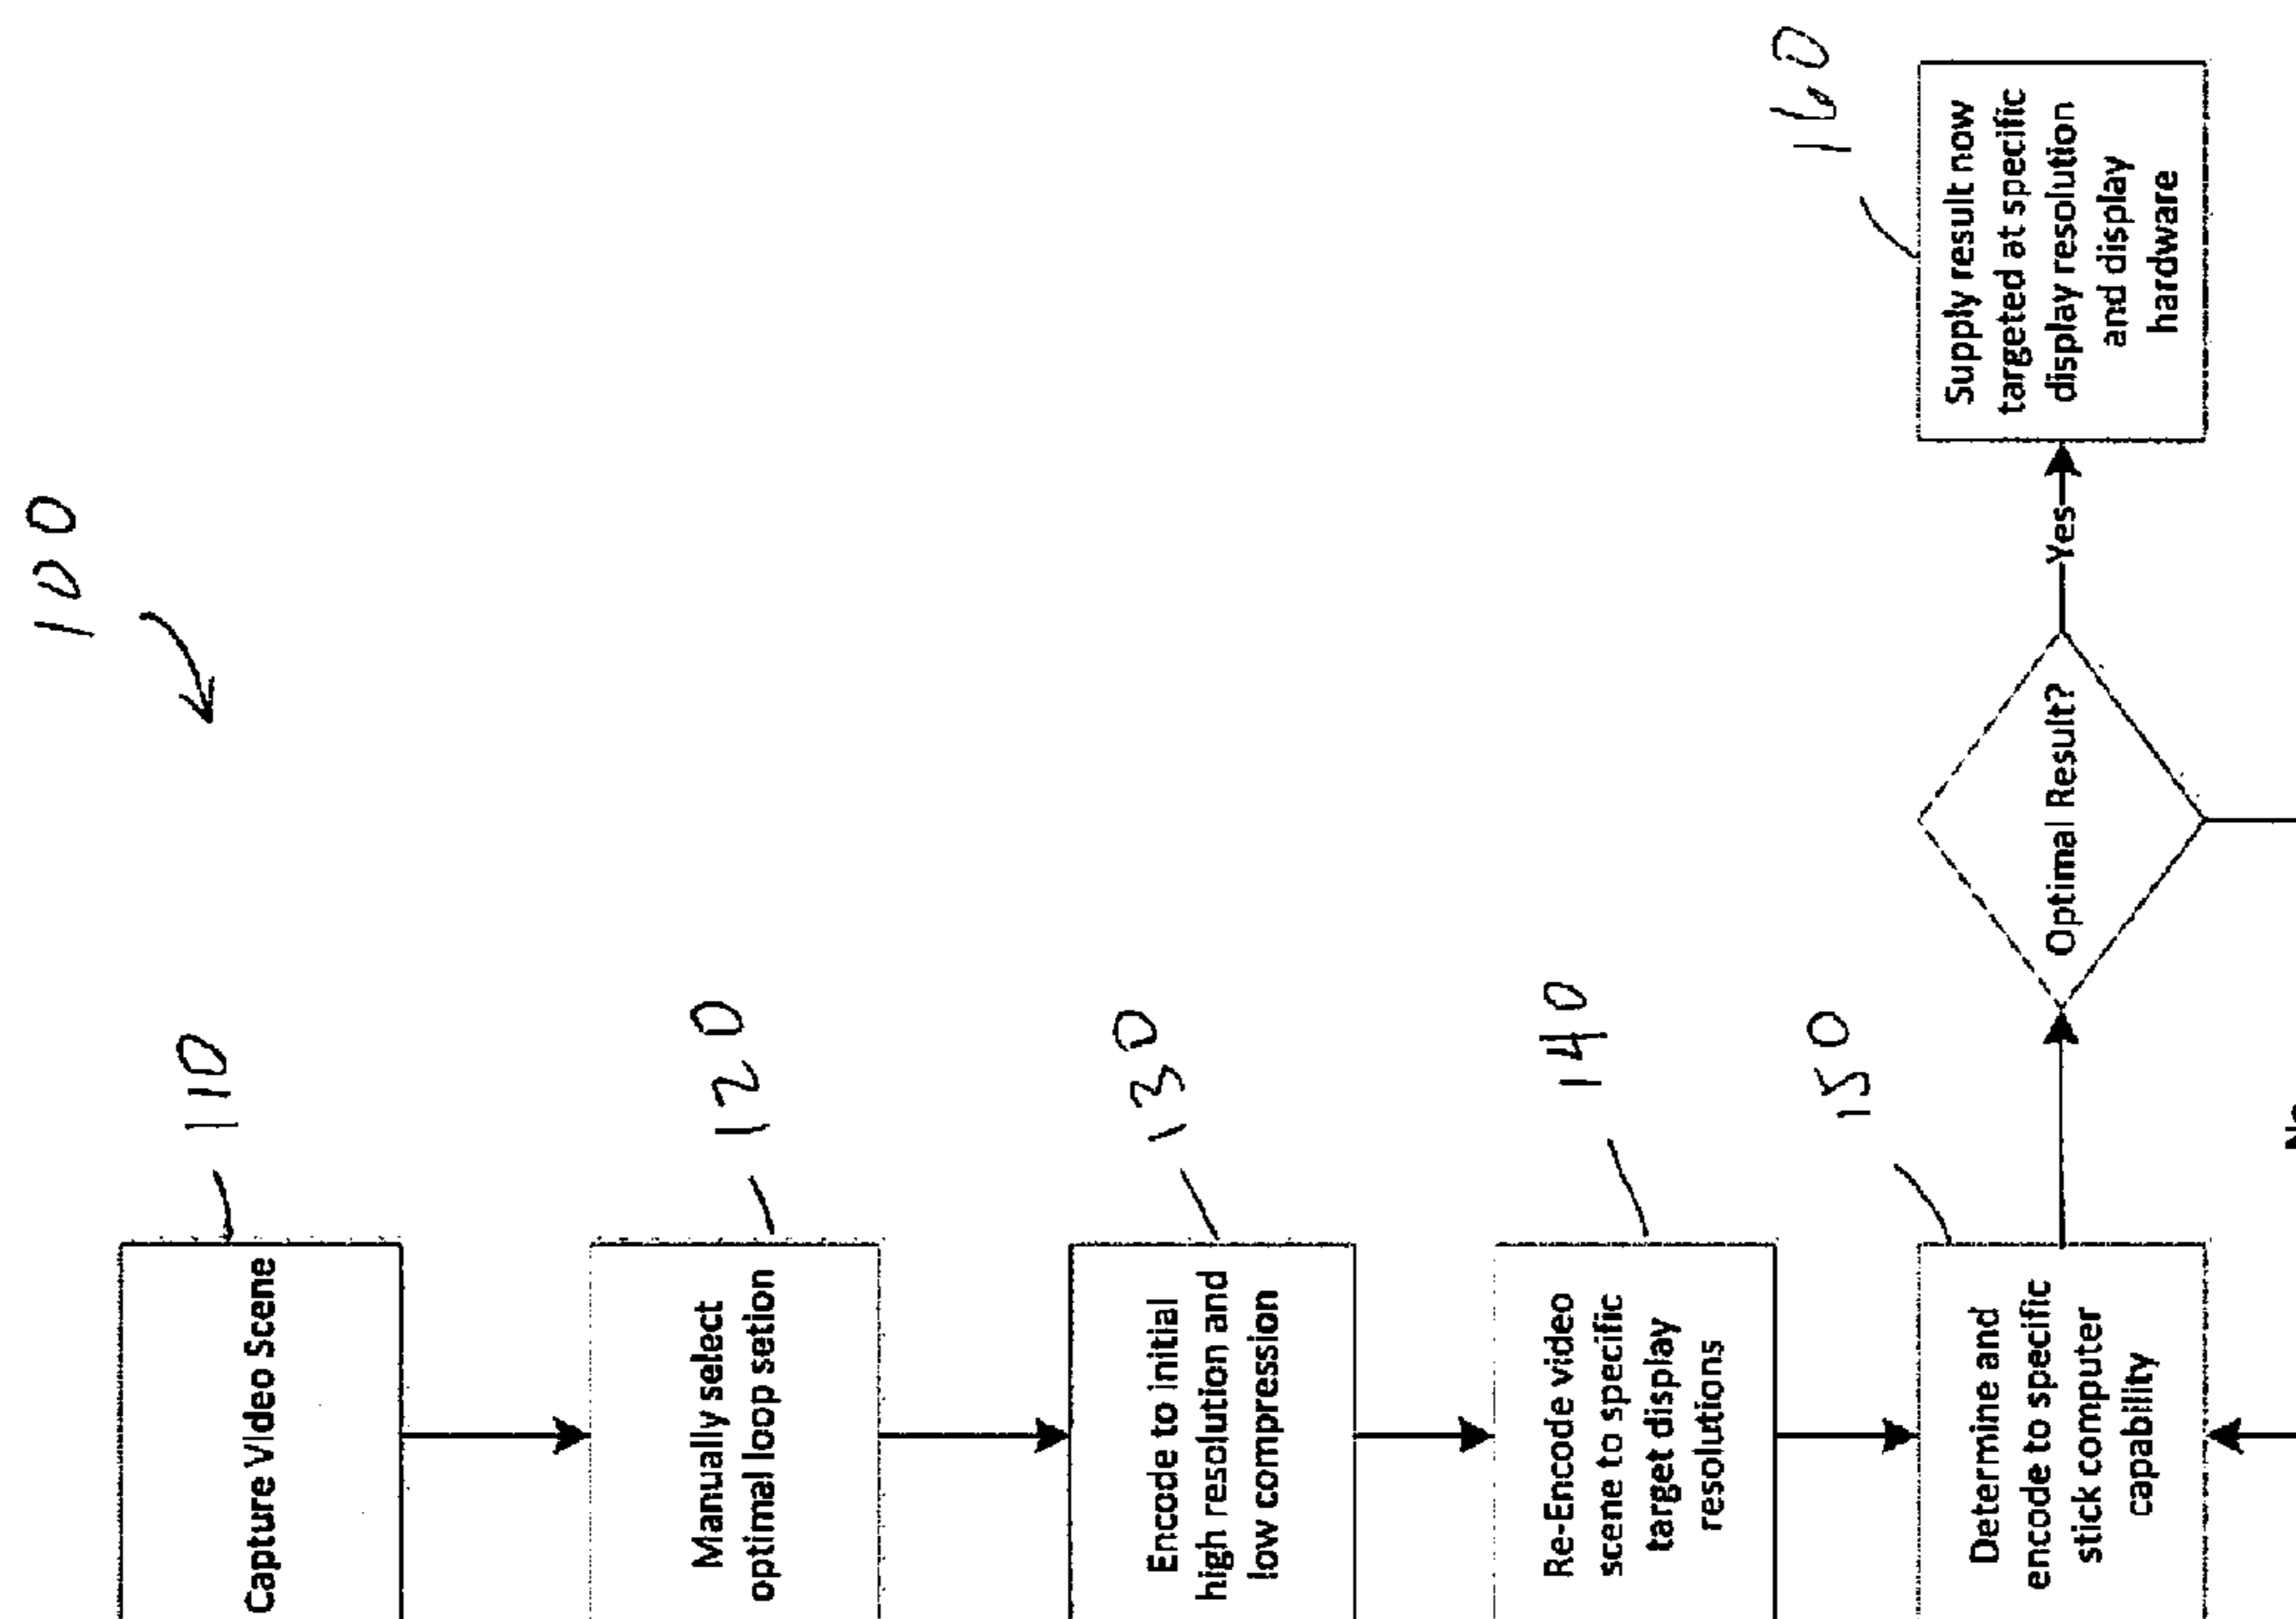 100
110
Capture Video Scene
120
Manually select
optimal loop setion
130
Encode to initial
high resolution and
low compression
140
Re-Encode video
scene to specific
target display
resolutions
150
Determine and
encode to specific
stick computer
capability
Optimal Result?
Yes
160
Supply result now
targeted at specific
display resolution
and display
hardware